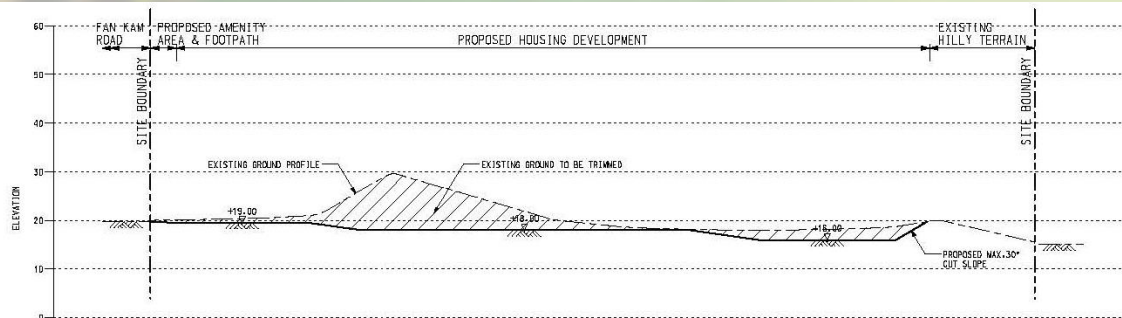 60
50
40
30
20
10
0
ELEVATION
FAN KAM
ROAD
PROPOSED AMENITY
AREA & FOOTPATH
PROPOSED HOUSING DEVELOPMENT
EXISTING
HILLY TERRAIN
SITE BOUNDARY
SITE BOUNDARY
EXISTING GROUND PROFILE
EXISTING GROUND TO BE TRIMMED
+19.00
+18.00
+16.00
PROPOSED MAX.30°
CUT SLOPE